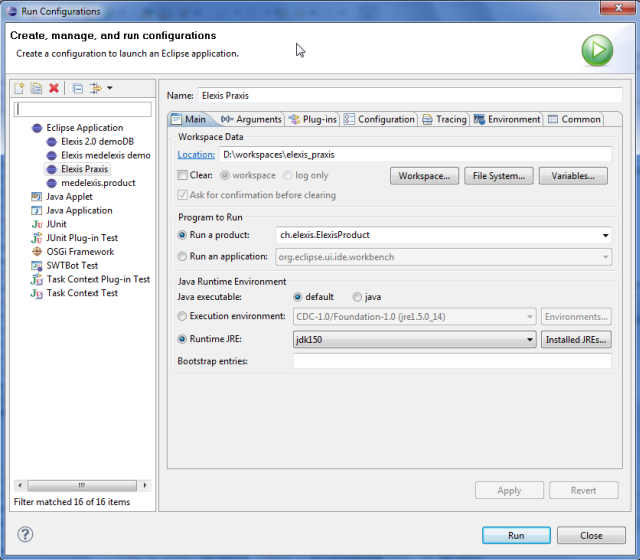 Run Configurations
Create, manage, and run configurations
Create a configuration to launch an Eclipse application.
Name: Elexis Praxis
Main (x)= Arguments Plug-ins Configuration Tracing Environment Common
Eclipse Application
Elexis 2.0 demoDB
Elexis medelexis demo
Elexis Praxis
medelexis.product
Java Applet
Java Application
JUnit
JUnit Plug-in Test
OSGi Framework
SWTBot Test
Task Context Plug-in Test
Task Context Test
Filter matched 16 of 16 items
Workspace Data
Location: D:\workspaces\elexis_praxis
Clear: workspace log only Workspace... File System... Variables...
Ask for confirmation before clearing
Program to Run
Run a product: ch.elexis.ElexisProduct
Run an application: org.eclipse.ui.ide.workbench
Java Runtime Environment
Java executable: default java
Execution environment: CDC-1.0/Foundation-1.0 (jre1.5.0_14) Environments...
Runtime JRE: jdk150 Installed JREs...
Bootstrap entries:
Apply Revert
Run Close